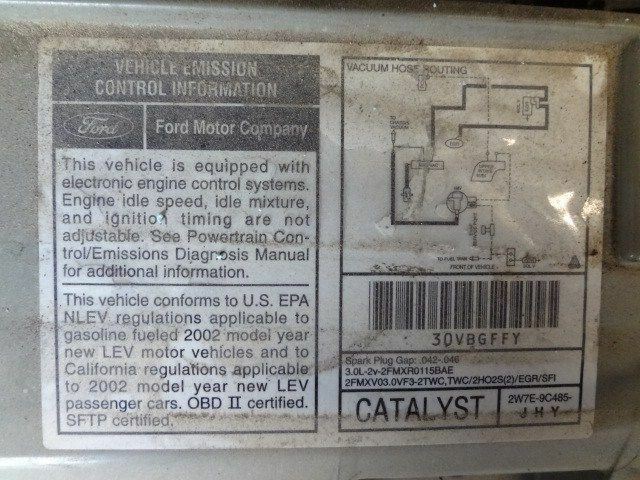 VEHICLE EMISSION
CONTROL INFORMATION
Ford
Ford Motor Company
This vehicle is equipped with
electronic engine control systems.
Engine idle speed, idle mixture,
and ignition timing are not
adjustable. See Powertrain Con-
trol/Emissions Diagnosis Manual
for additional information.
This vehicle conforms to U.S. EPA
NLEV regulations applicable to
gasoline fueled 2002 model year
new LEV motor vehicles and to
California regulations applicable
to 2002 model year new LEV
passenger cars. OBD II certified.
SFTP certified.
VACUUM HOSE ROUTING
TO FUEL TANK
FRONT OF VEHICLE
3QVBGFFY
Spark Plug Gap: .042-.046
3.0L-2v-2FMXR0115BAE
2FMXV03.0VF3-2TWC,TWC/2HO2S(2)/EGR/SFI
CATALYST
2W7E-9C485-
JHY